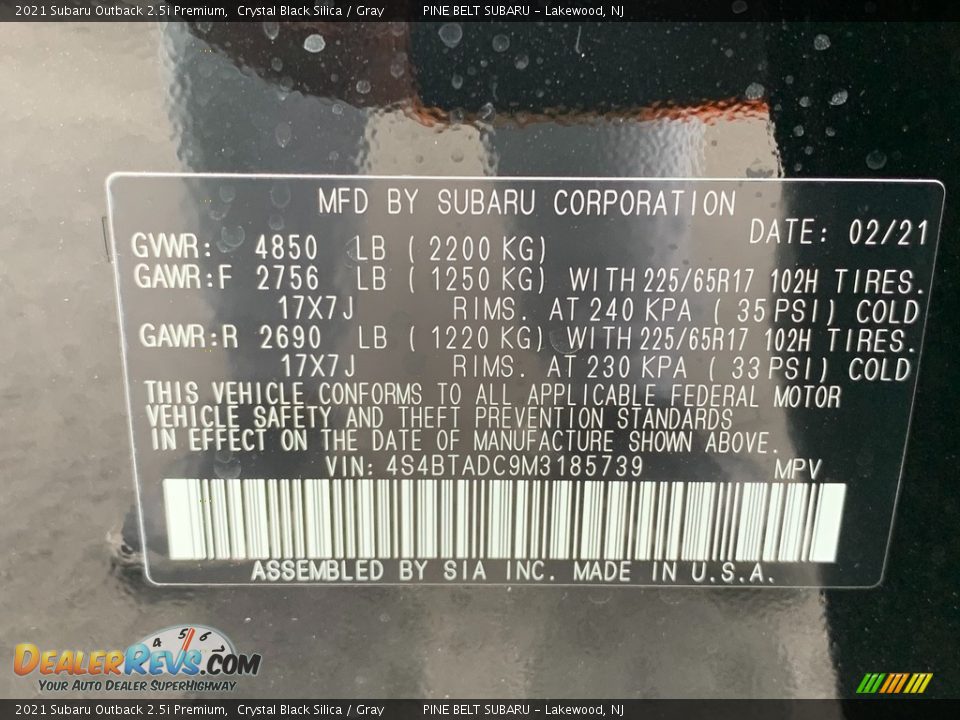 2021 Subaru Outback 2.5i Premium,  Crystal Black Silica / Gray        PINE BELT SUBARU - Lakewood, NJ
MFD BY SUBARU CORPORATION
DATE: 02/21
GVWR: 4850 LB (2200 KG)
GAWR:F 2756 LB (1250 KG) WITH 225/65R17 102H TIRES.
17X7J RIMS. AT 240 KPA (35 PSI) COLD
GAWR:R 2690 LB (1220 KG) WITH 225/65R17 102H TIRES.
17X7J RIMS. AT 230 KPA (33 PSI) COLD
THIS VEHICLE CONFORMS TO ALL APPLICABLE FEDERAL MOTOR
VEHICLE SAFETY AND THEFT PREVENTION STANDARDS
IN EFFECT ON THE DATE OF MANUFACTURE SHOWN ABOVE.
VIN: 4S4BTADC9M3185739 MPV
ASSEMBLED BY SIA INC. MADE IN U.S.A.
4 5 6 7
DEALERREVS.COM
YOUR AUTO DEALER SUPERHIGHWAY
2021 Subaru Outback 2.5i Premium,  Crystal Black Silica / Gray        PINE BELT SUBARU - Lakewood, NJ